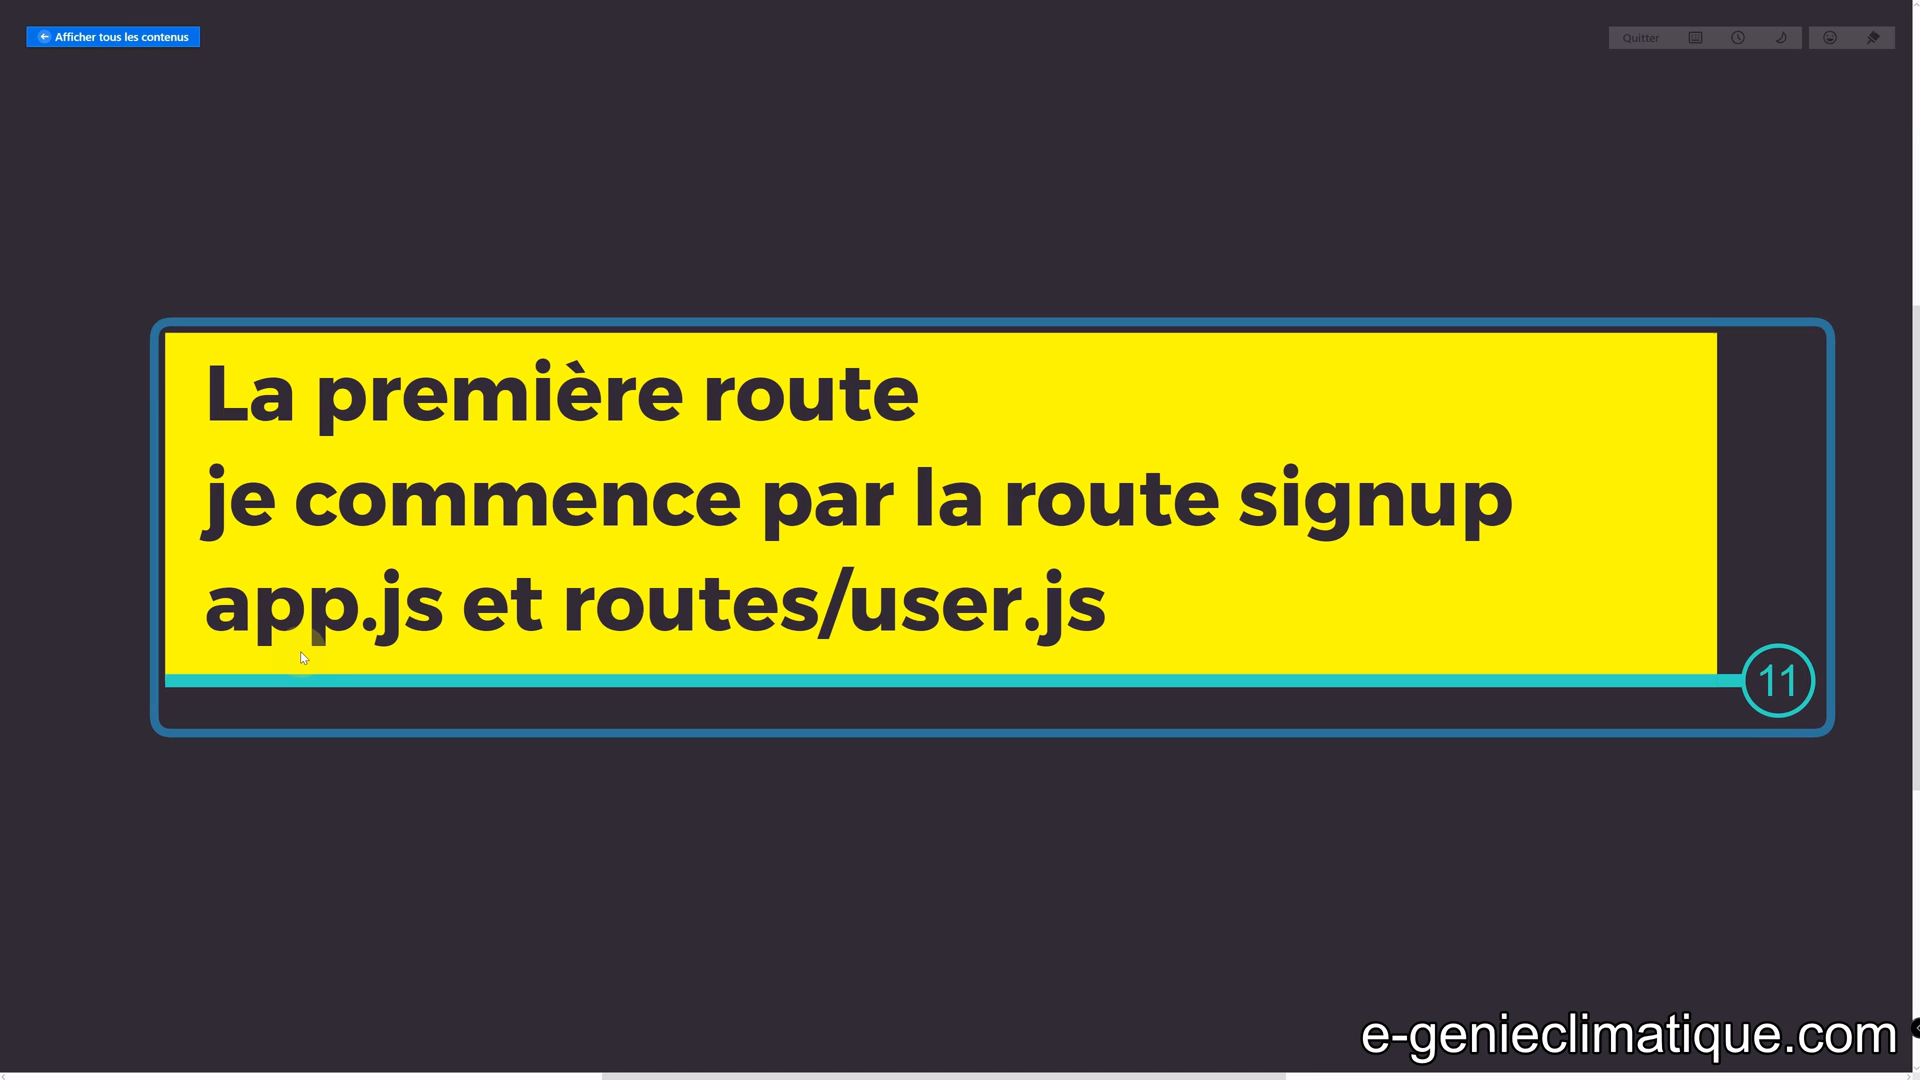 Afficher tous les contenus
Quitter
La première route
je commence par la route signup
app.js et routes/user.js
11
e-genieclimatique.com